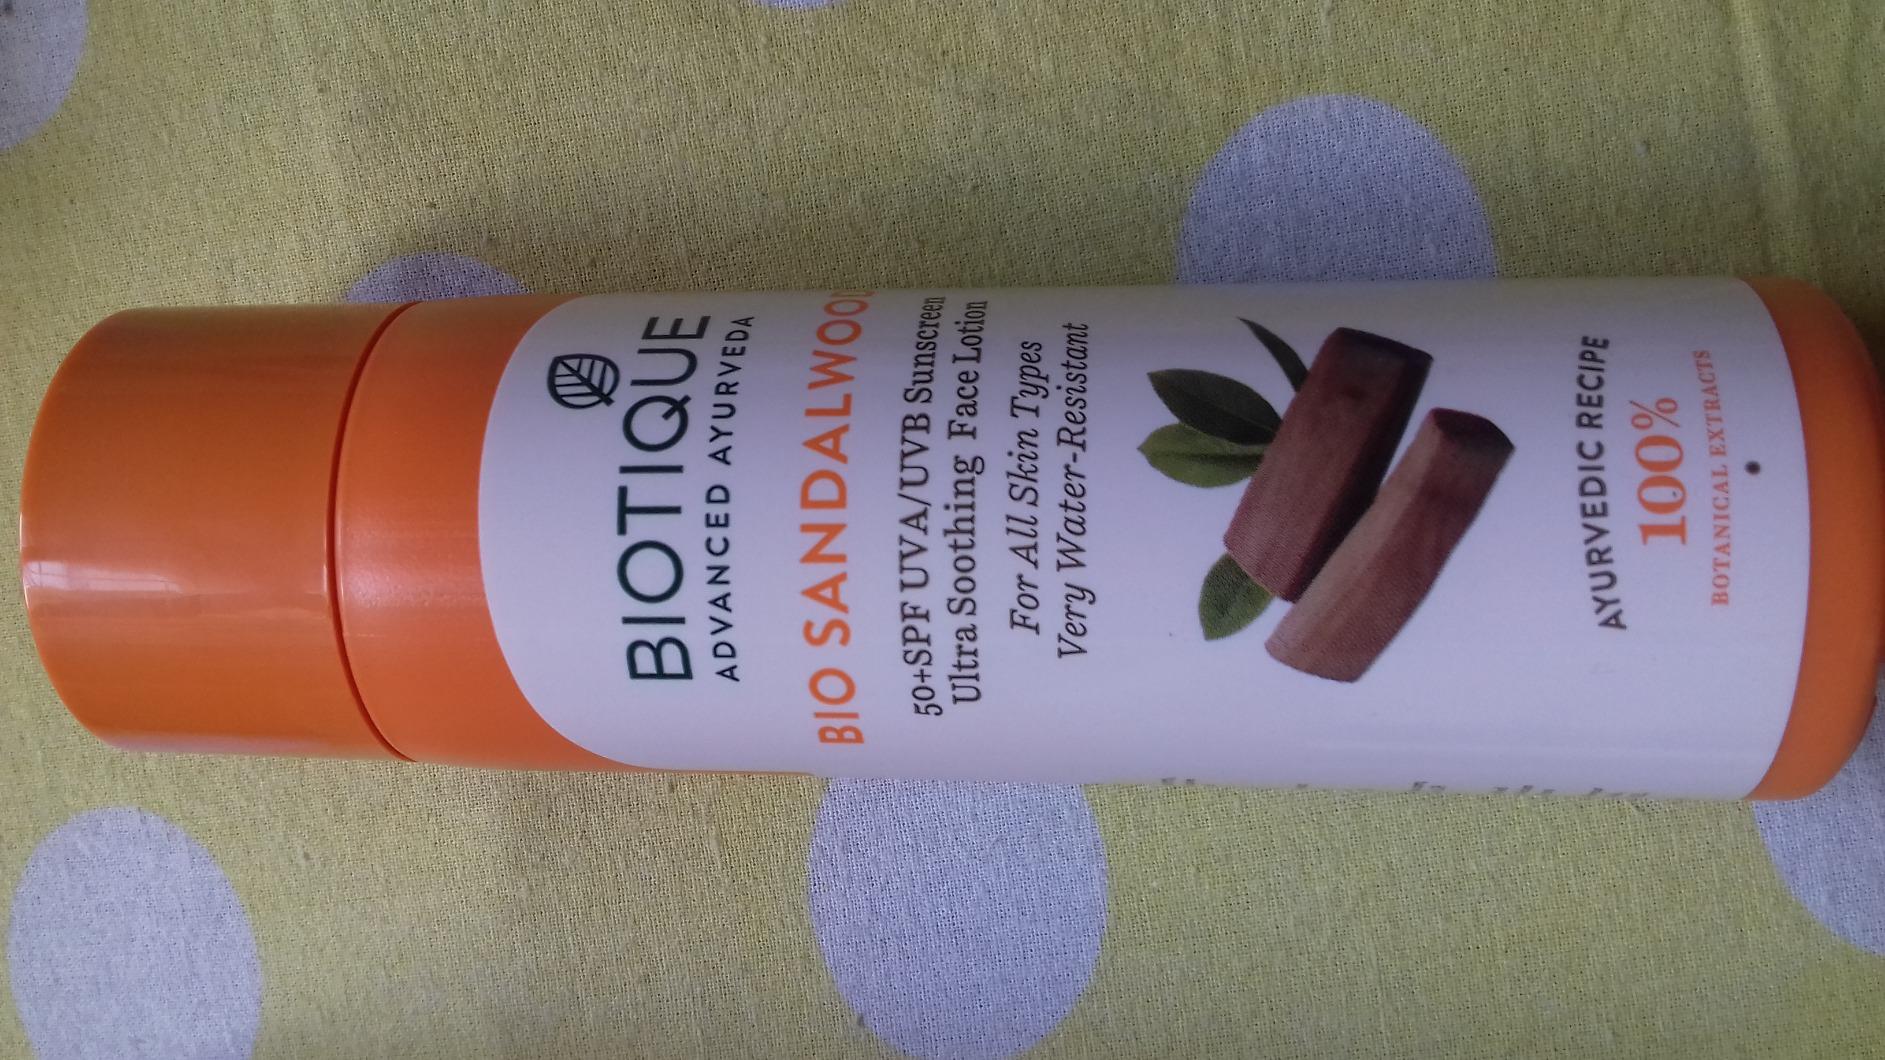 BIOTIQUE
ADVANCED AYURVEDA
BIO SANDALWOOD
50+SPF UVA/UVB Sunscreen
Ultra Soothing Face Lotion
For All Skin Types
Very Water-Resistant
AYURVEDIC RECIPE
100%
BOTANICAL EXTRACTS